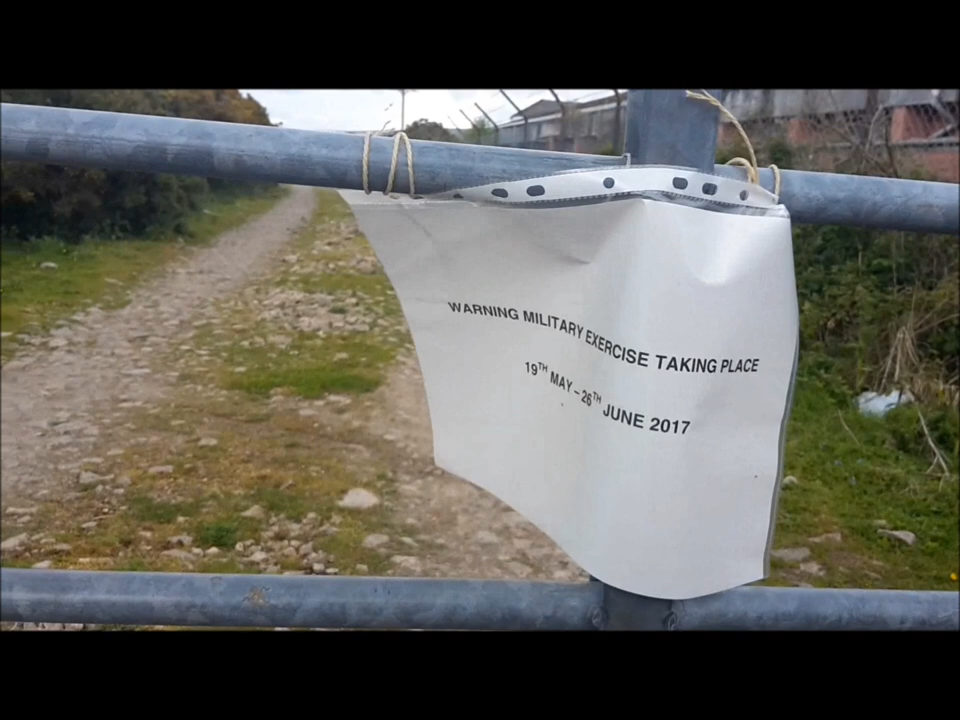 WARNING MILITARY EXERCISE TAKING PLACE
19TH MAY – 26TH JUNE 2017